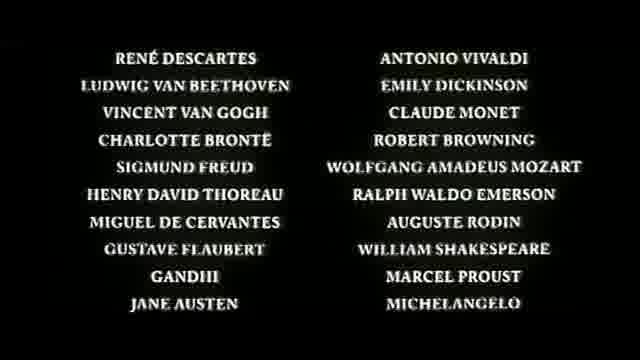 RENÉ DESCARTES
LUDWIG VAN BEETHOVEN
VINCENT VAN GOGH
CHARLOTTE BRONTË
SIGMUND FREUD
HENRY DAVID THOREAU
MIGUEL DE CERVANTES
GUSTAVE FLAUBERT
GANDHI
JANE AUSTEN
ANTONIO VIVALDI
EMILY DICKINSON
CLAUDE MONET
ROBERT BROWNING
WOLFGANG AMADEUS MOZART
RALPH WALDO EMERSON
AUGUSTE RODIN
WILLIAM SHAKESPEARE
MARCEL PROUST
MICHELANGELO